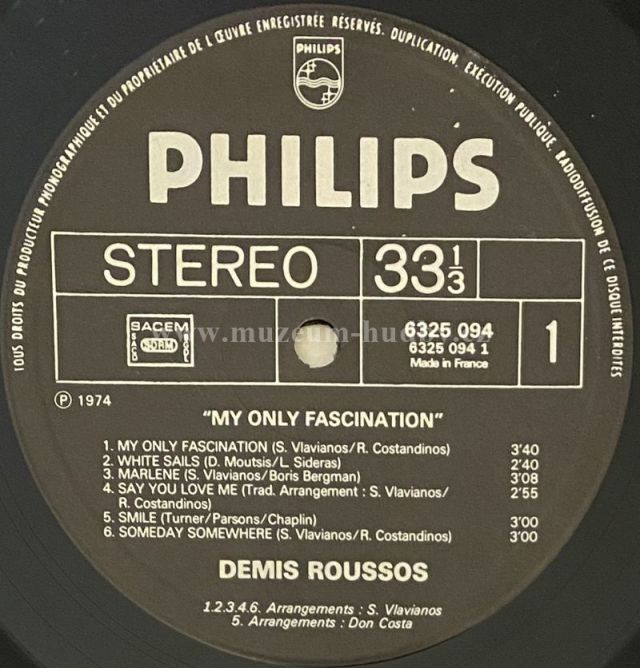 TOUS DROITS DU PRODUCTEUR PHONOGRAPHIQUE ET DU PROPRIETAIRE DE L'ŒUVRE ENREGISTRÉE RÉSERVÉS. DUPLICATION, EXÉCUTION PUBLIQUE, RADIODIFFUSION DE CE DISQUE INTERDITES
PHILIPS
PHILIPS
STEREO 33 1/3
SACEM
SACD SDRM SGDL
6325 094
6325 094 1
Made in France
1
www.muzeum-hu
℗ 1974
"MY ONLY FASCINATION"
1. MY ONLY FASCINATION (S. Vlavianos/R. Costandinos) 3'40
2. WHITE SAILS (D. Moutsis/L. Sideras) 2'40
3. MARLENE (S. Vlavianos/Boris Bergman) 3'08
4. SAY YOU LOVE ME (Trad. Arrangement : S. Vlavianos/ 2'55
R. Costandinos)
5. SMILE (Turner/Parsons/Chaplin) 3'00
6. SOMEDAY SOMEWHERE (S. Vlavianos/R. Costandinos) 3'00
DEMIS ROUSSOS
1.2.3.4.6. Arrangements : S. Vlavianos
5. Arrangements : Don Costa